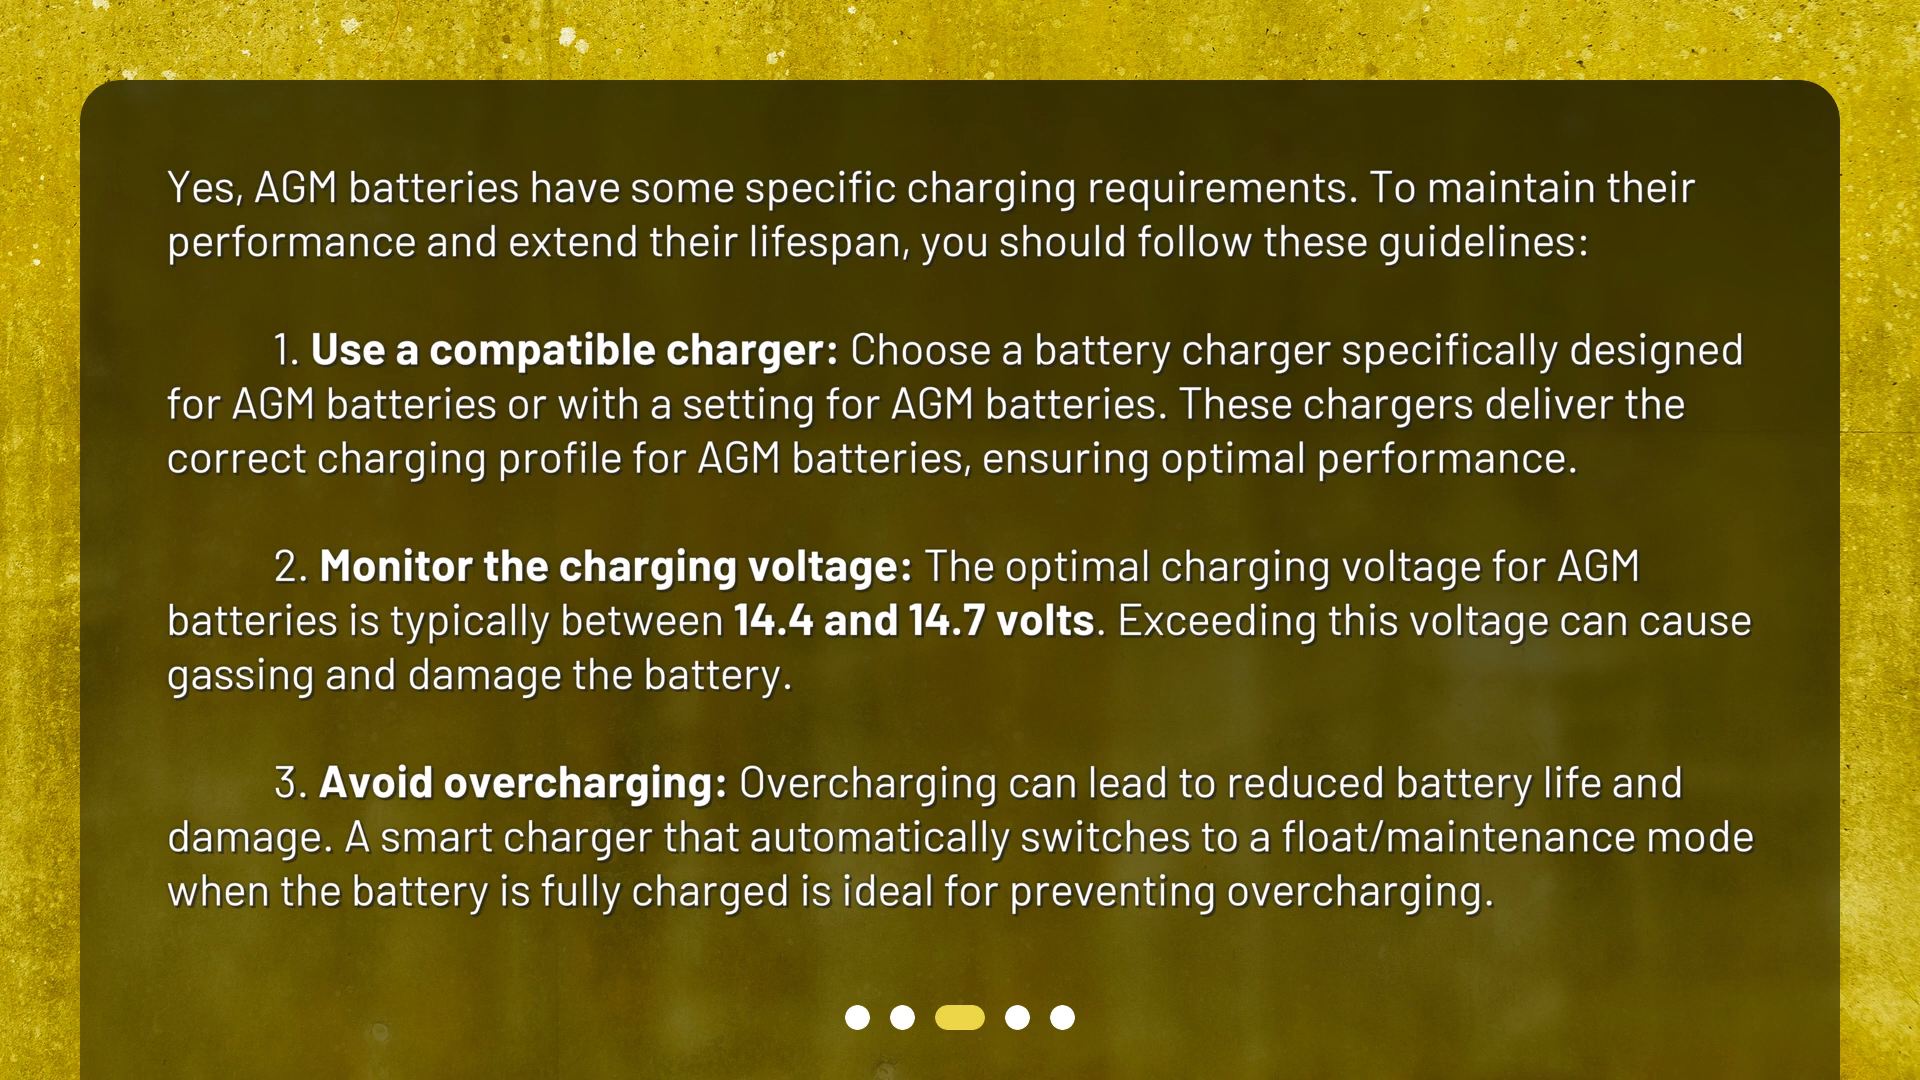 Yes, AGM batteries have some specific charging requirements. To maintain their
performance and extend their lifespan, you should follow these guidelines:
1. Use a compatible charger: Choose a battery charger specifically designed
for AGM batteries or with a setting for AGM batteries. These chargers deliver the
correct charging profile for AGM batteries, ensuring optimal performance.
2. Monitor the charging voltage: The optimal charging voltage for AGM
batteries is typically between 14.4 and 14.7 volts. Exceeding this voltage can cause
gassing and damage the battery.
3. Avoid overcharging: Overcharging can lead to reduced battery life and
damage. A smart charger that automatically switches to a float/maintenance mode
when the battery is fully charged is ideal for preventing overcharging.